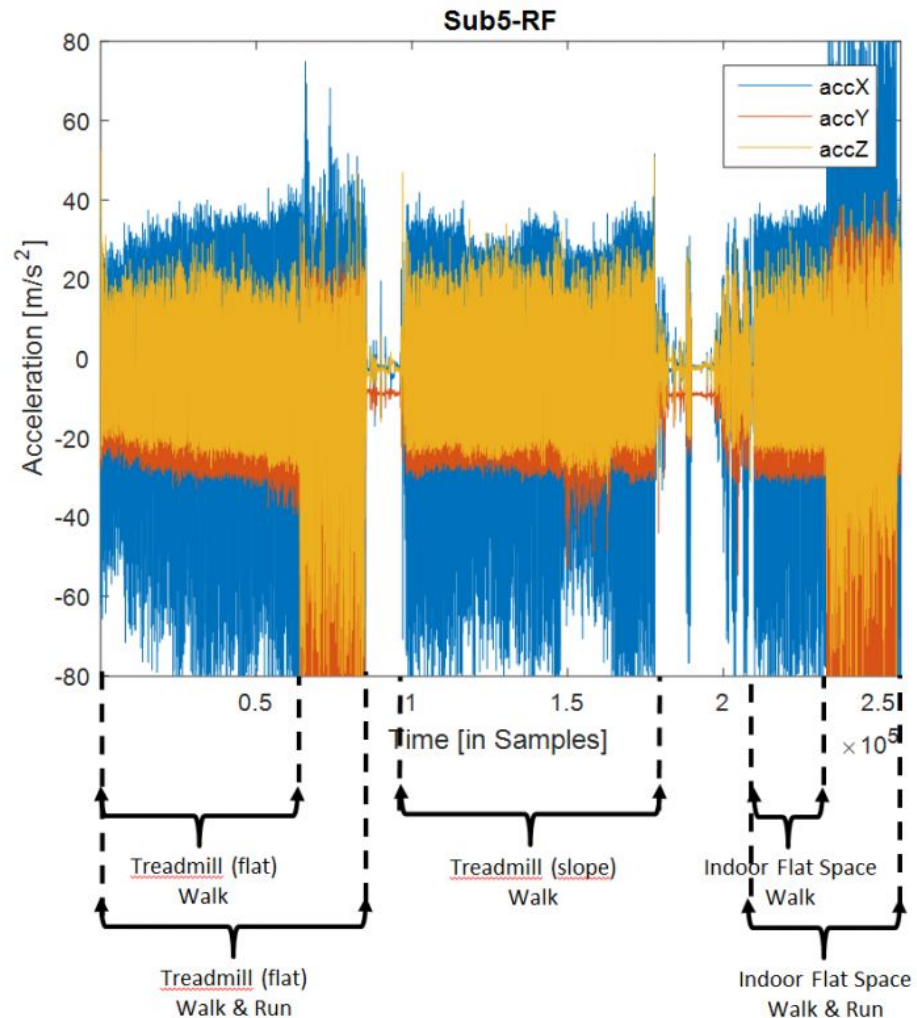 Sub5-RF
80
60
40
20
0
-20
-40
-60
-80
Acceleration [m/s²]
accX
accY
accZ
0.5
1
1.5
2
2.5
Time [in Samples]
×10⁵
Treadmill (flat)
Walk
Treadmill (slope)
Walk
Indoor Flat Space
Walk
Treadmill (flat)
Walk & Run
Indoor Flat Space
Walk & Run